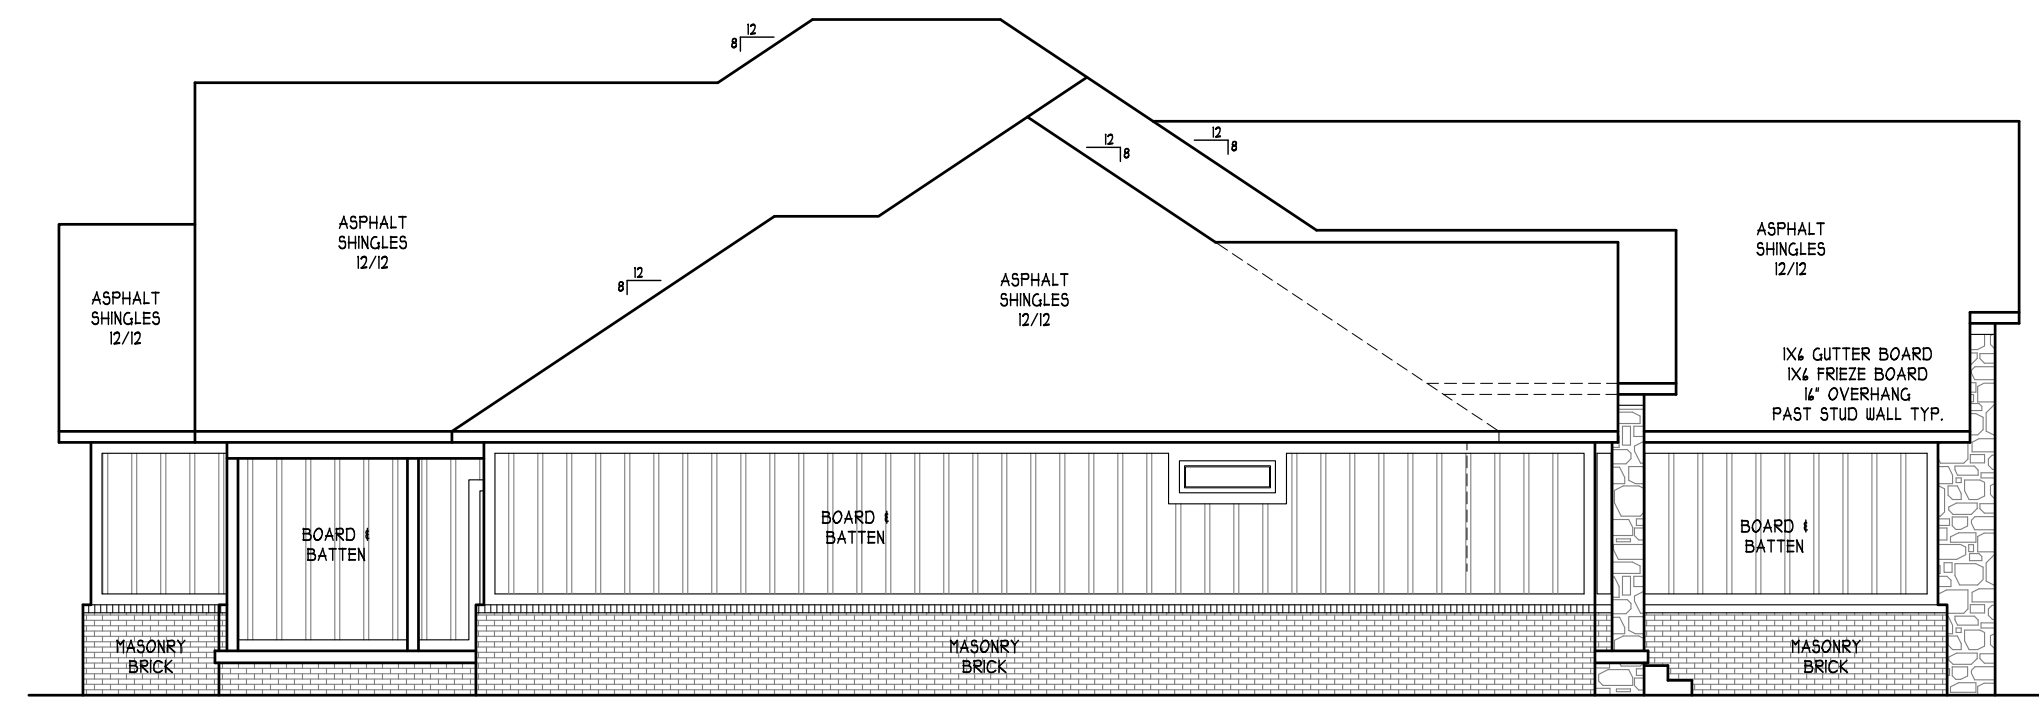 12
8
12
8
12
8
12
8
ASPHALT
SHINGLES
12/12
ASPHALT
SHINGLES
12/12
ASPHALT
SHINGLES
12/12
ASPHALT
SHINGLES
12/12
1X6 GUTTER BOARD
1X6 FRIEZE BOARD
16" OVERHANG
PAST STUD WALL TYP.
BOARD &
BATTEN
BOARD &
BATTEN
BOARD &
BATTEN
MASONRY
BRICK
MASONRY
BRICK
MASONRY
BRICK